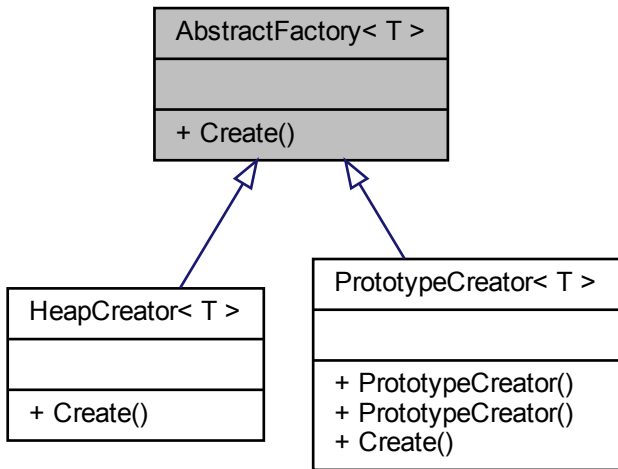 AbstractFactory< T >
+ Create()
HeapCreator< T >
+ Create()
PrototypeCreator< T >
+ PrototypeCreator()
+ PrototypeCreator()
+ Create()